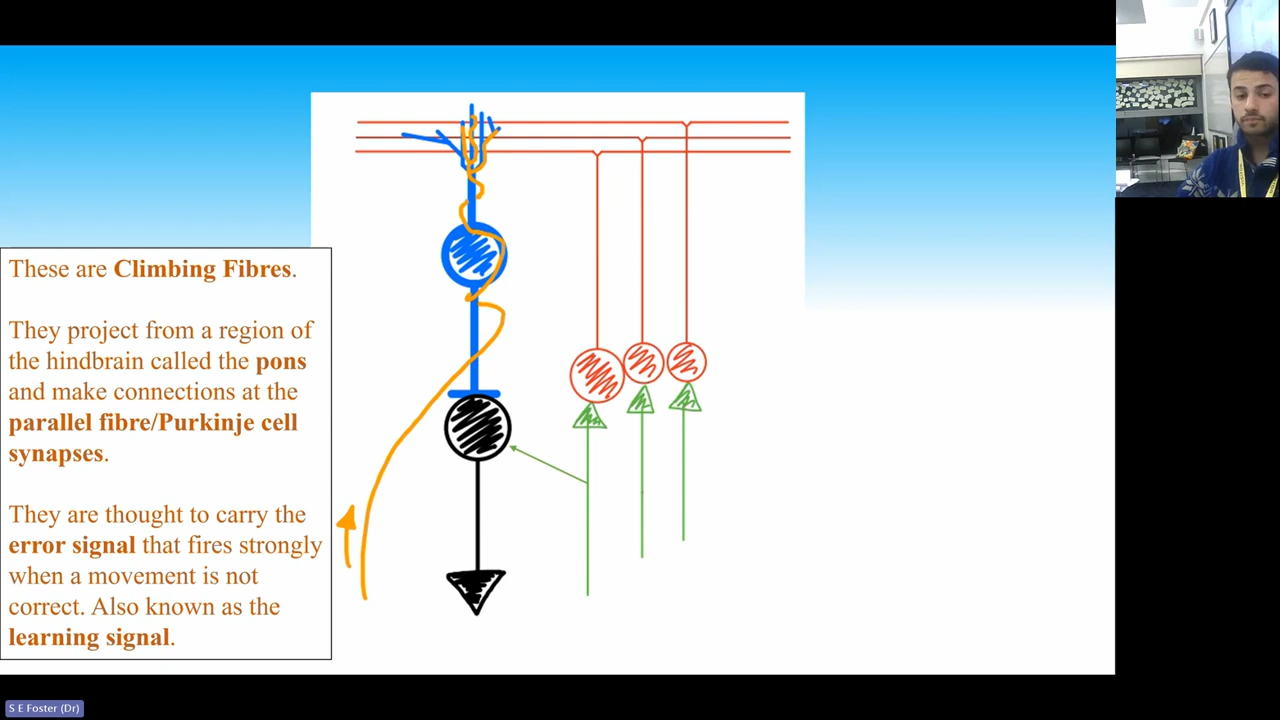 These are Climbing Fibres.
They project from a region of
the hindbrain called the pons
and make connections at the
parallel fibre/Purkinje cell
synapses.
They are thought to carry the
error signal that fires strongly
when a movement is not
correct. Also known as the
learning signal.
S E Foster (Dr)